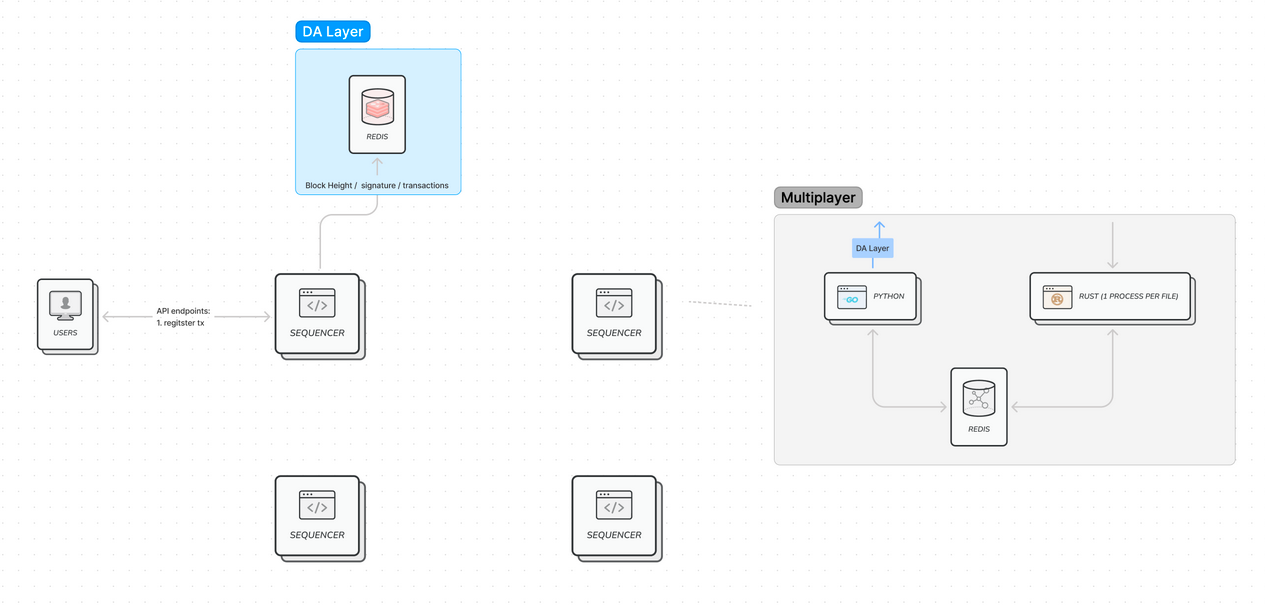 DA Layer
REDIS
Block Height / signature / transactions
Multiplayer
DA Layer
GO
PYTHON
RUST (1 PROCESS PER FILE)
USERS
API endpoints:
1. regitster tx
</>
SEQUENCER
</>
SEQUENCER
REDIS
</>
SEQUENCER
</>
SEQUENCER